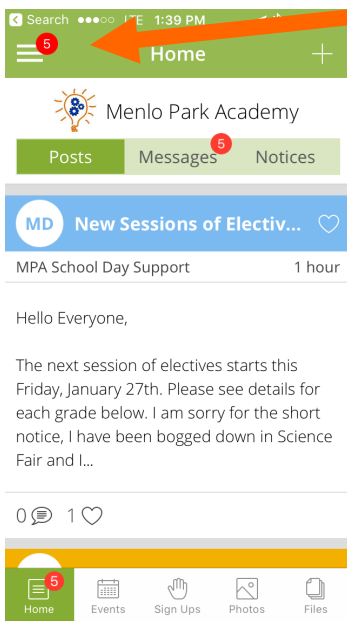 Search LTE 1:39 PM
5
Home
Menlo Park Academy
Posts Messages 5 Notices
MD New Sessions of Electiv...
MPA School Day Support 1 hour
Hello Everyone,
The next session of electives starts this
Friday, January 27th. Please see details for
each grade below. I am sorry for the short
notice, I have been bogged down in Science
Fair and I...
0 1
5
Home Events Sign Ups Photos Files